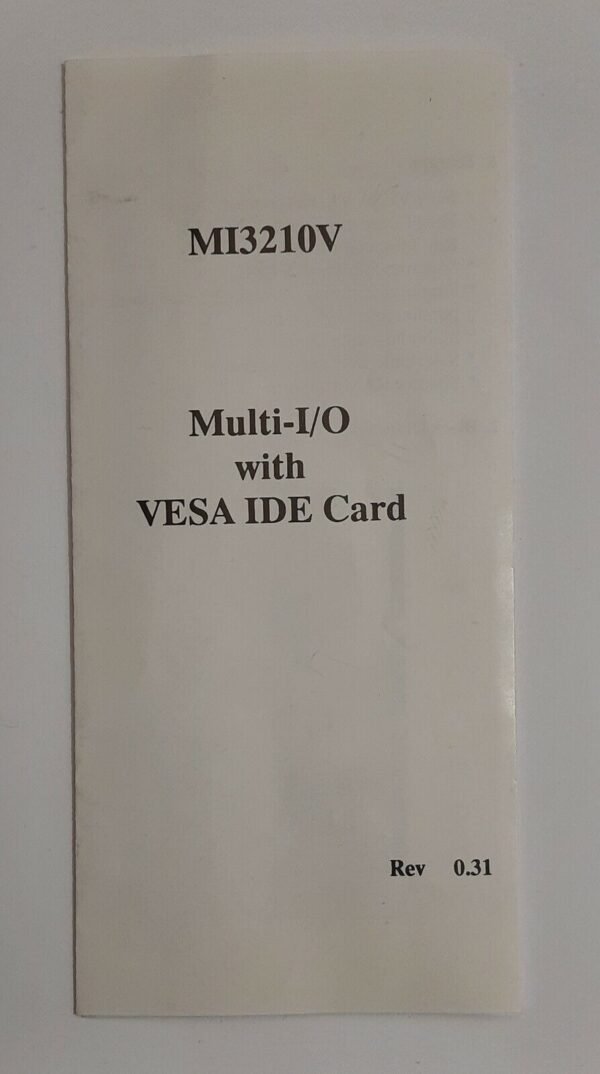 MI3210V
Multi-I/O
with
VESA IDE Card
Rev 0.31